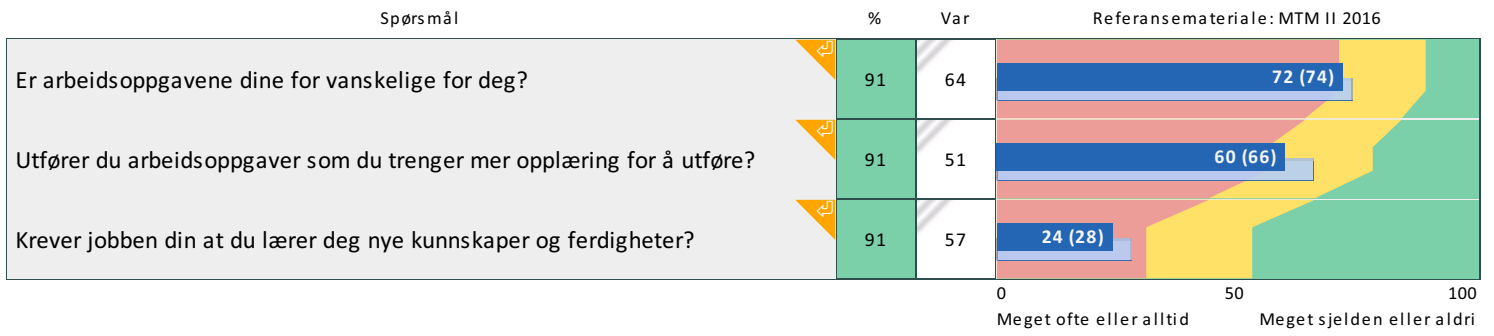 Spørsmål % Var Referansemateriale: MTM II 2016
Er arbeidsoppgavene dine for vanskelige for deg? 91 64 72 (74)
Utfører du arbeidsoppgaver som du trenger mer opplæring for å utføre? 91 51 60 (66)
Krever jobben din at du lærer deg nye kunnskaper og ferdigheter? 91 57 24 (28)
0 50 100
Meget ofte eller alltid Meget sjelden eller aldri